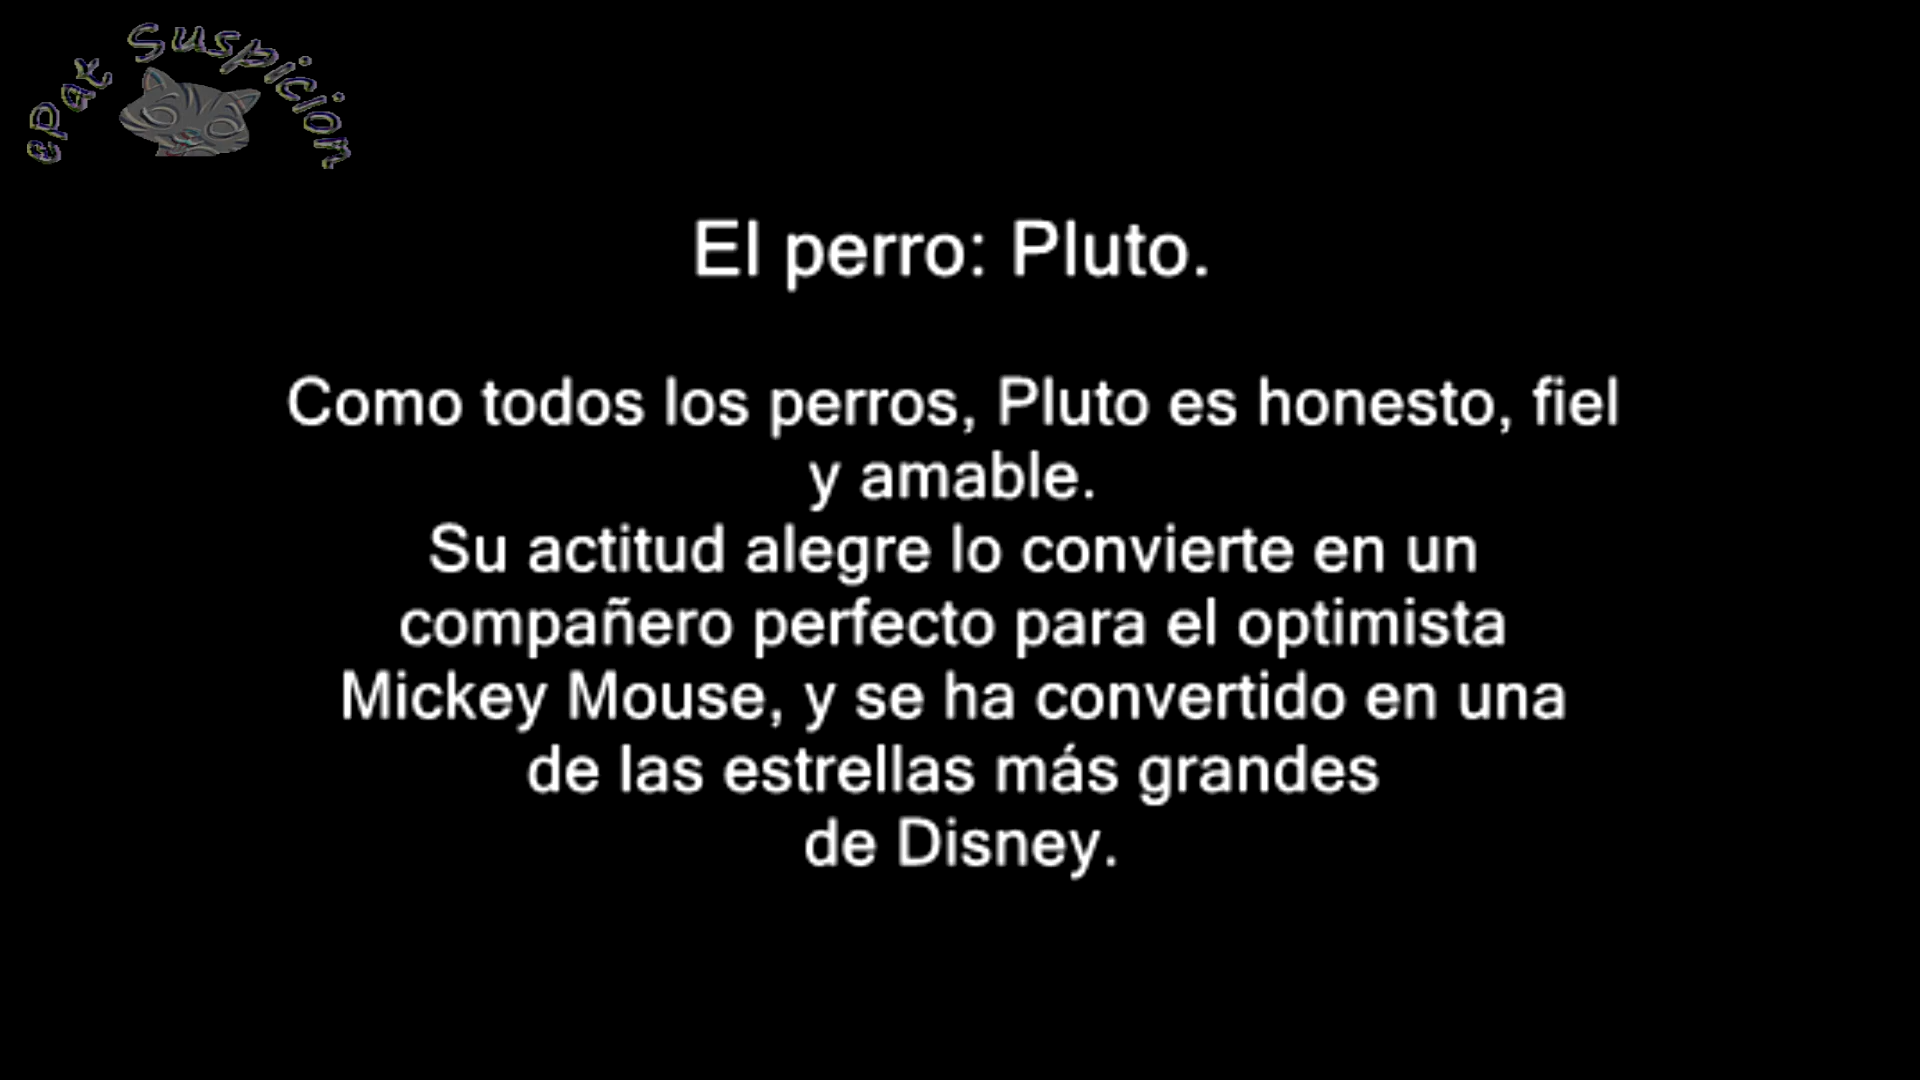 epat Suspicion
El perro: Pluto.
Como todos los perros, Pluto es honesto, fiel
y amable.
Su actitud alegre lo convierte en un
compañero perfecto para el optimista
Mickey Mouse, y se ha convertido en una
de las estrellas más grandes
de Disney.